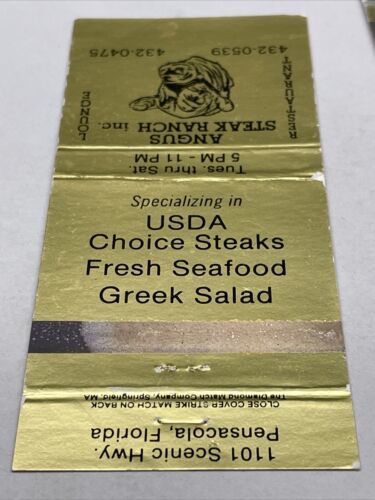 432-0539
432-0475
RESTAURANT
LOUNGE
ANGUS
STEAK RANCH inc.
Tues. thru Sat
5 PM - 11 PM
Specializing in
USDA
Choice Steaks
Fresh Seafood
Greek Salad
CLOSE COVER STRIKE MATCH ON BACK
The Diamond Match Company, Springfield, MA
1101 Scenic Hwy.
Pensacola, Florida